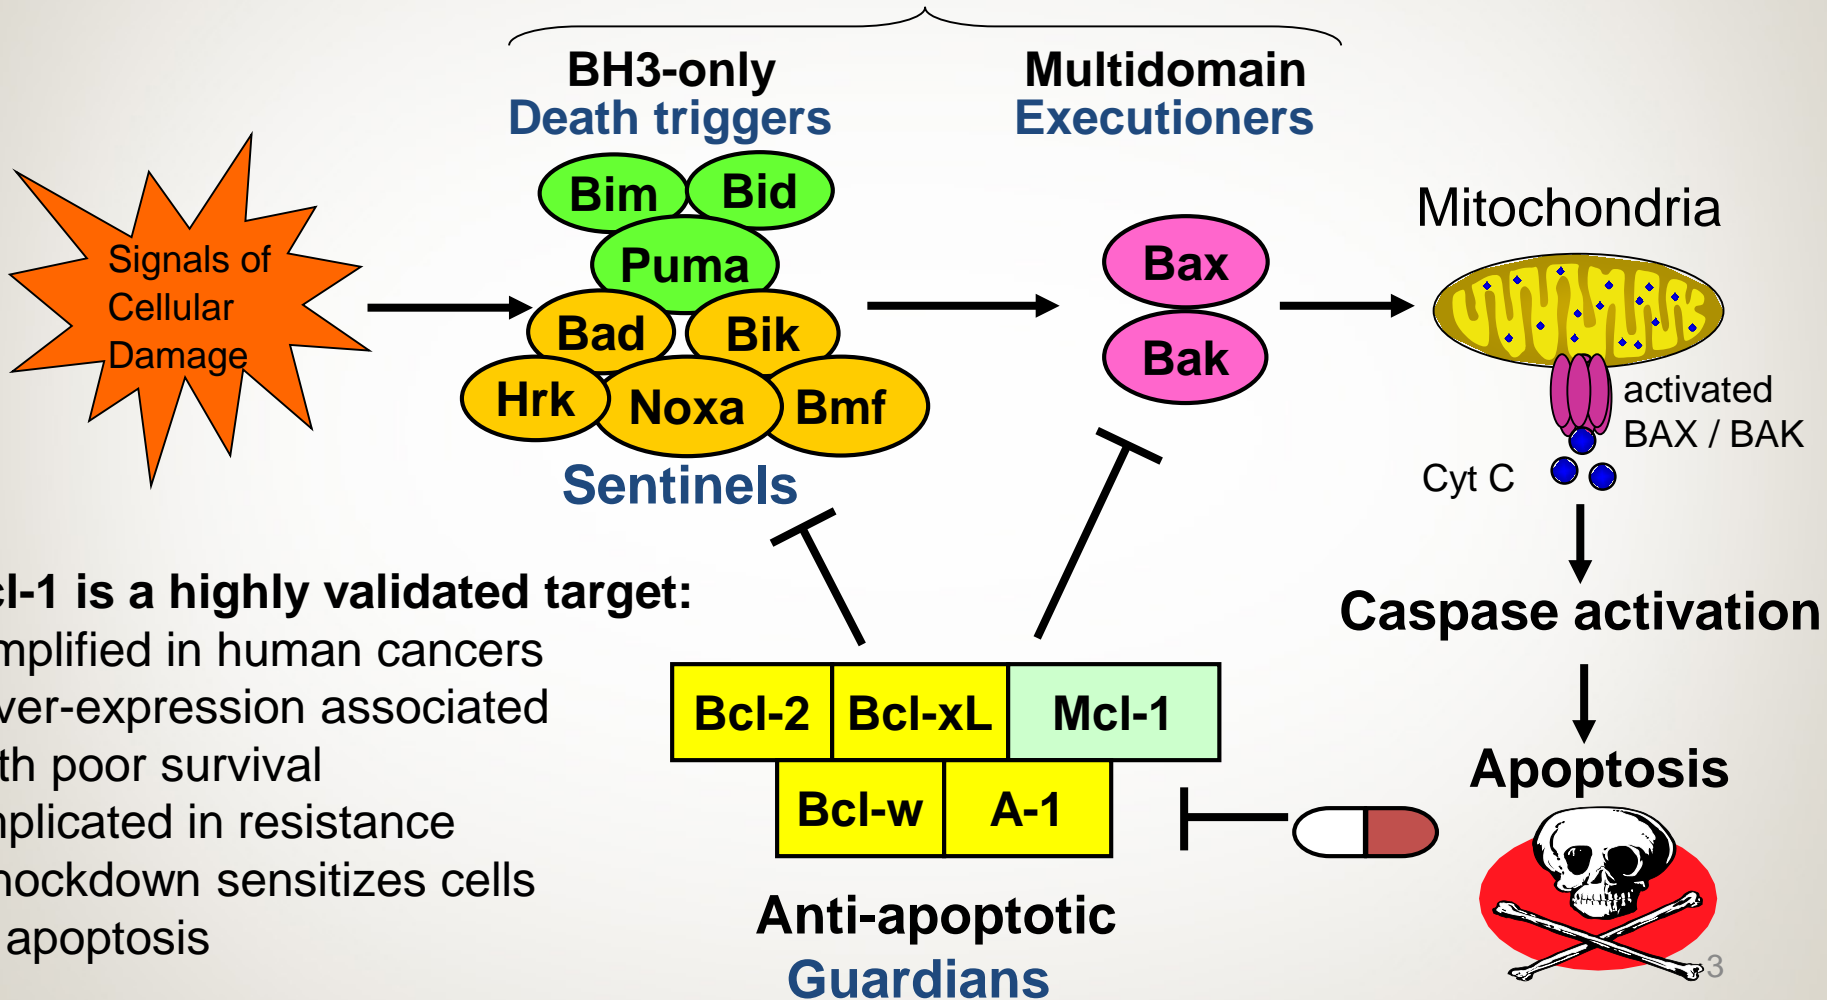 BH3-only
Death triggers
Multidomain
Executioners
Signals of
Cellular
Damage
Bim
Bid
Puma
Bad
Bik
Hrk
Noxa
Bmf
Sentinels
Bax
Bak
Mitochondria
activated
BAX / BAK
Cyt C
Caspase activation
Apoptosis
cl-1 is a highly validated target:
mplified in human cancers
ver-expression associated
th poor survival
nplicated in resistance
nockdown sensitizes cells
apoptosis
Bcl-2
Bcl-xL
Mcl-1
Bcl-w
A-1
Anti-apoptotic
Guardians
3